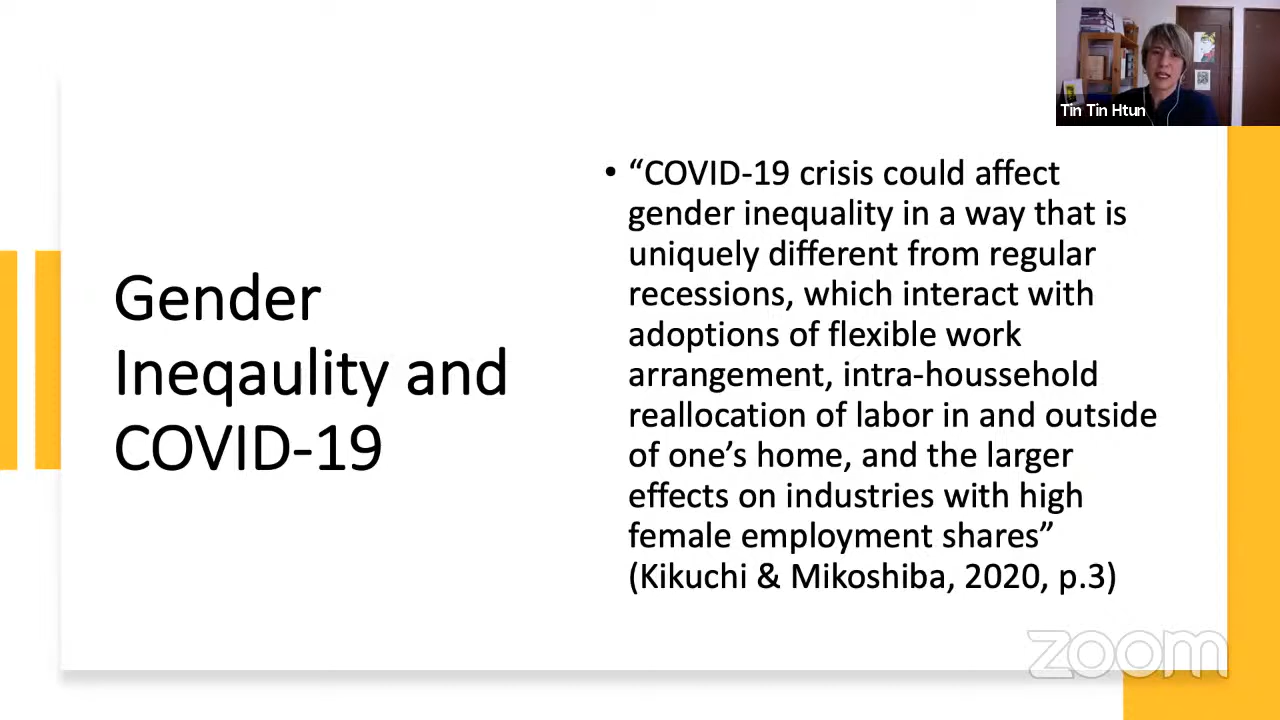 Tin Tin Htun
Gender
Ineqaulity and
COVID-19
• “COVID-19 crisis could affect
gender inequality in a way that is
uniquely different from regular
recessions, which interact with
adoptions of flexible work
arrangement, intra-houssehold
reallocation of labor in and outside
of one’s home, and the larger
effects on industries with high
female employment shares”
(Kikuchi & Mikoshiba, 2020, p.3)
zoom